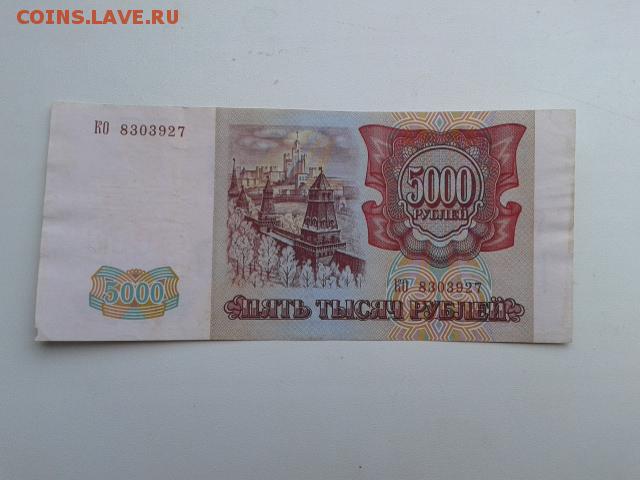 COINS.LAVE.RU
КО 8303927
5000
РУБЛЕЙ
КО 8303927
5000
ПЯТЬ ТЫСЯЧ РУБЛЕЙ